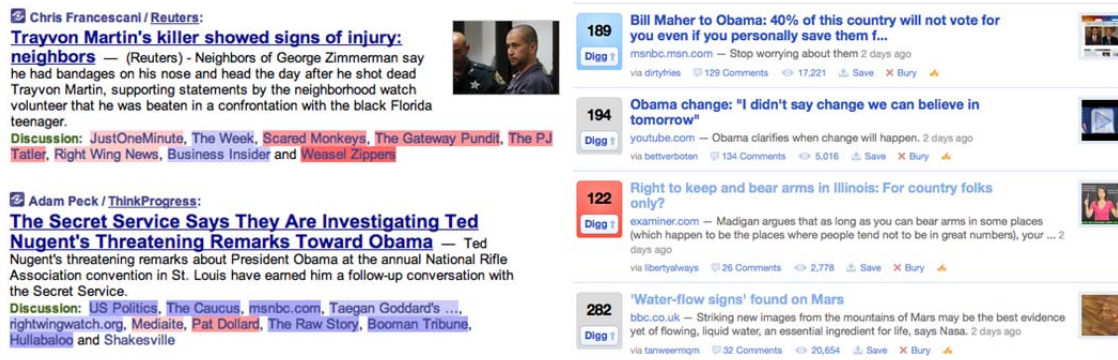 Chris Francescani / Reuters:
Trayvon Martin's killer showed signs of injury:
neighbors — (Reuters) - Neighbors of George Zimmerman say
he had bandages on his nose and head the day after he shot dead
Trayvon Martin, supporting statements by the neighborhood watch
volunteer that he was beaten in a confrontation with the black Florida
teenager.
Discussion: JustOneMinute, The Week, Scared Monkeys, The Gateway Pundit, The PJ
Tatler, Right Wing News, Business Insider and Weasel Zippers
Adam Peck / ThinkProgress:
The Secret Service Says They Are Investigating Ted
Nugent's Threatening Remarks Toward Obama — Ted
Nugent's threatening remarks about President Obama at the annual National Rifle
Association convention in St. Louis have earned him a follow-up conversation with
the Secret Service.
Discussion: US Politics, The Caucus, msnbc.com, Taegan Goddard's ...,
rightwingwatch.org, Mediaite, Pat Dollard, The Raw Story, Booman Tribune,
Hullabaloo and Shakesville
189
Digg
Bill Maher to Obama: 40% of this country will not vote for
you even if you personally save them f...
msnbc.msn.com — Stop worrying about them 2 days ago
via dirtyfries 129 Comments 17,221 Save Bury
194
Digg
Obama change: "I didn't say change we can believe in
tomorrow"
youtube.com — Obama clarifies when change will happen. 2 days ago
via bettverboten 134 Comments 5,016 Save Bury
122
Digg
Right to keep and bear arms in Illinois: For country folks
only?
examiner.com — Madigan argues that as long as you can bear arms in some places
(which happen to be the places where people tend not to be in great numbers), your ... 2
days ago
via libertyalways 26 Comments 2,778 Save Bury
282
Digg
'Water-flow signs' found on Mars
bbc.co.uk — Striking new images from the mountains of Mars may be the best evidence
yet of flowing, liquid water, an essential ingredient for life, says Nasa. 2 days ago
via tanweermqm 32 Comments 20,654 Save Bury